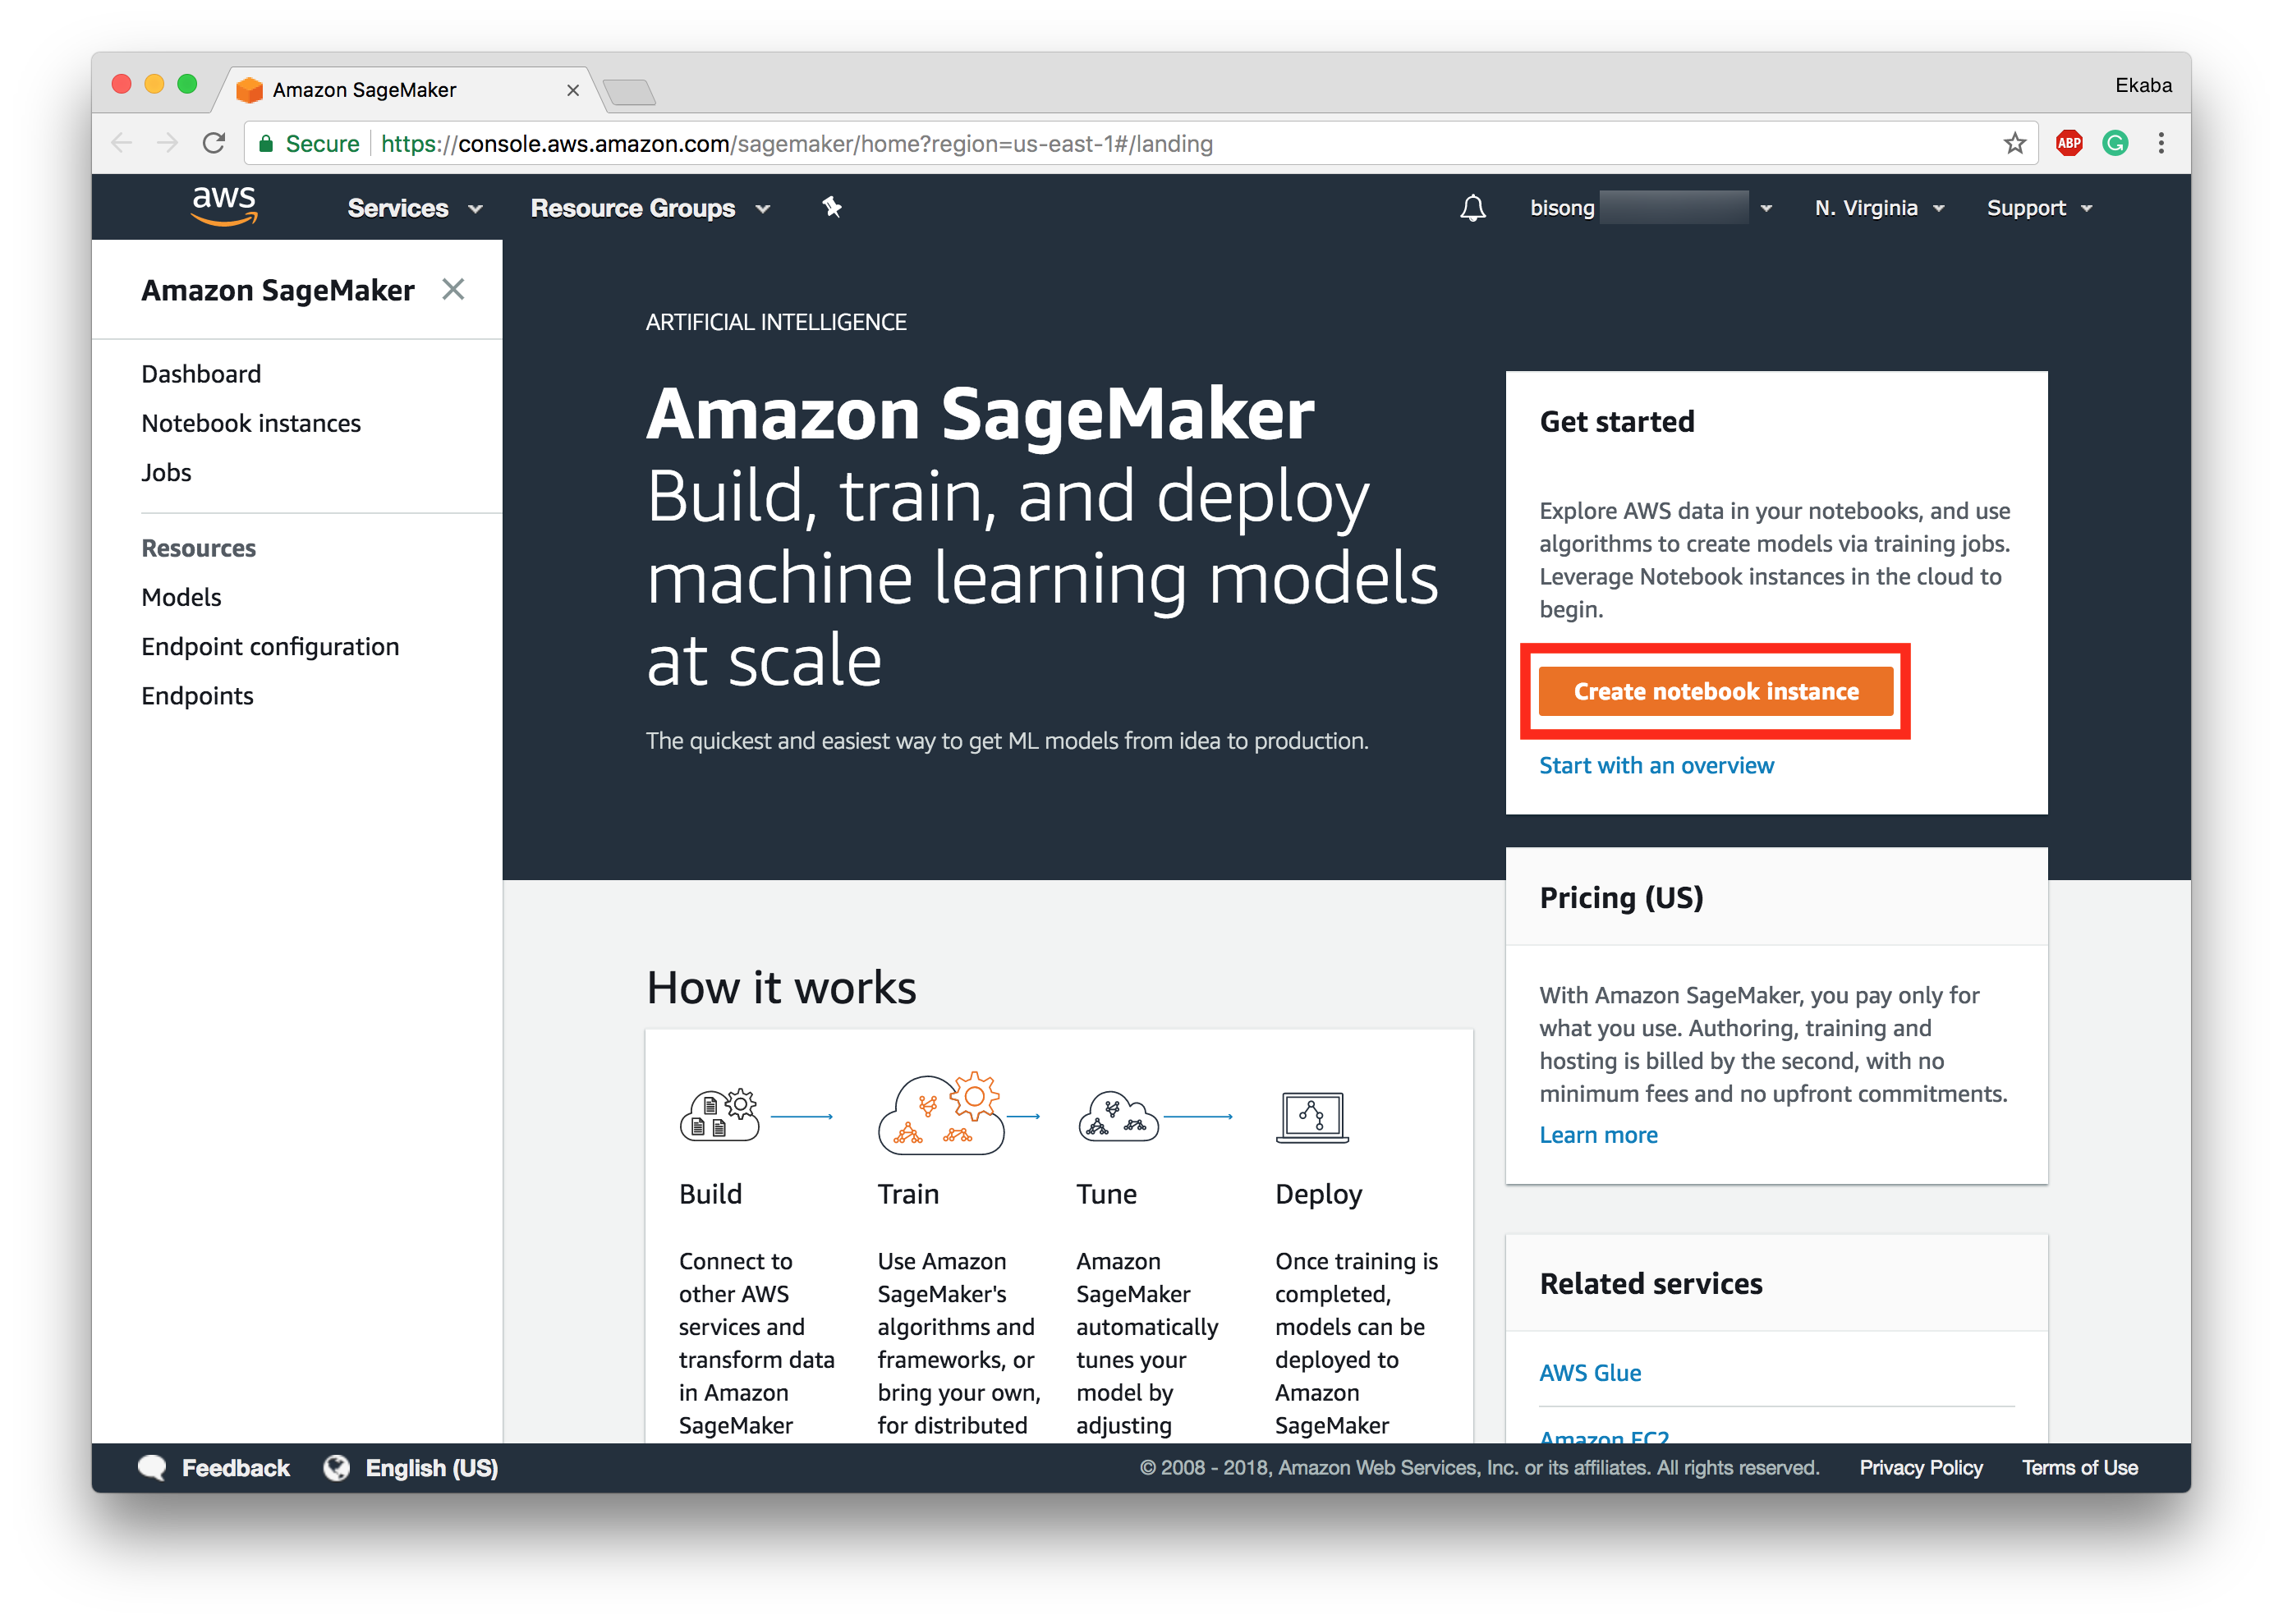 Amazon SageMaker
Ekaba
Secure https://console.aws.amazon.com/sagemaker/home?region=us-east-1#/landing
ABP
G
aws Services Resource Groups bisong N. Virginia Support
Amazon SageMaker
Dashboard
Notebook instances
Jobs
Resources
Models
Endpoint configuration
Endpoints
ARTIFICIAL INTELLIGENCE
Amazon SageMaker
Build, train, and deploy
machine learning models
at scale
The quickest and easiest way to get ML models from idea to production.
Get started
Explore AWS data in your notebooks, and use
algorithms to create models via training jobs.
Leverage Notebook instances in the cloud to
begin.
Create notebook instance
Start with an overview
Pricing (US)
With Amazon SageMaker, you pay only for
what you use. Authoring, training and
hosting is billed by the second, with no
minimum fees and no upfront commitments.
Learn more
How it works
Build
Connect to
other AWS
services and
transform data
in Amazon
SageMaker
Train
Use Amazon
SageMaker's
algorithms and
frameworks, or
bring your own,
for distributed
Tune
Amazon
SageMaker
automatically
tunes your
model by
adjusting
Deploy
Once training is
completed,
models can be
deployed to
Amazon
SageMaker
Related services
AWS Glue
Amazon EC2
Feedback English (US) © 2008 - 2018, Amazon Web Services, Inc. or its affiliates. All rights reserved. Privacy Policy Terms of Use